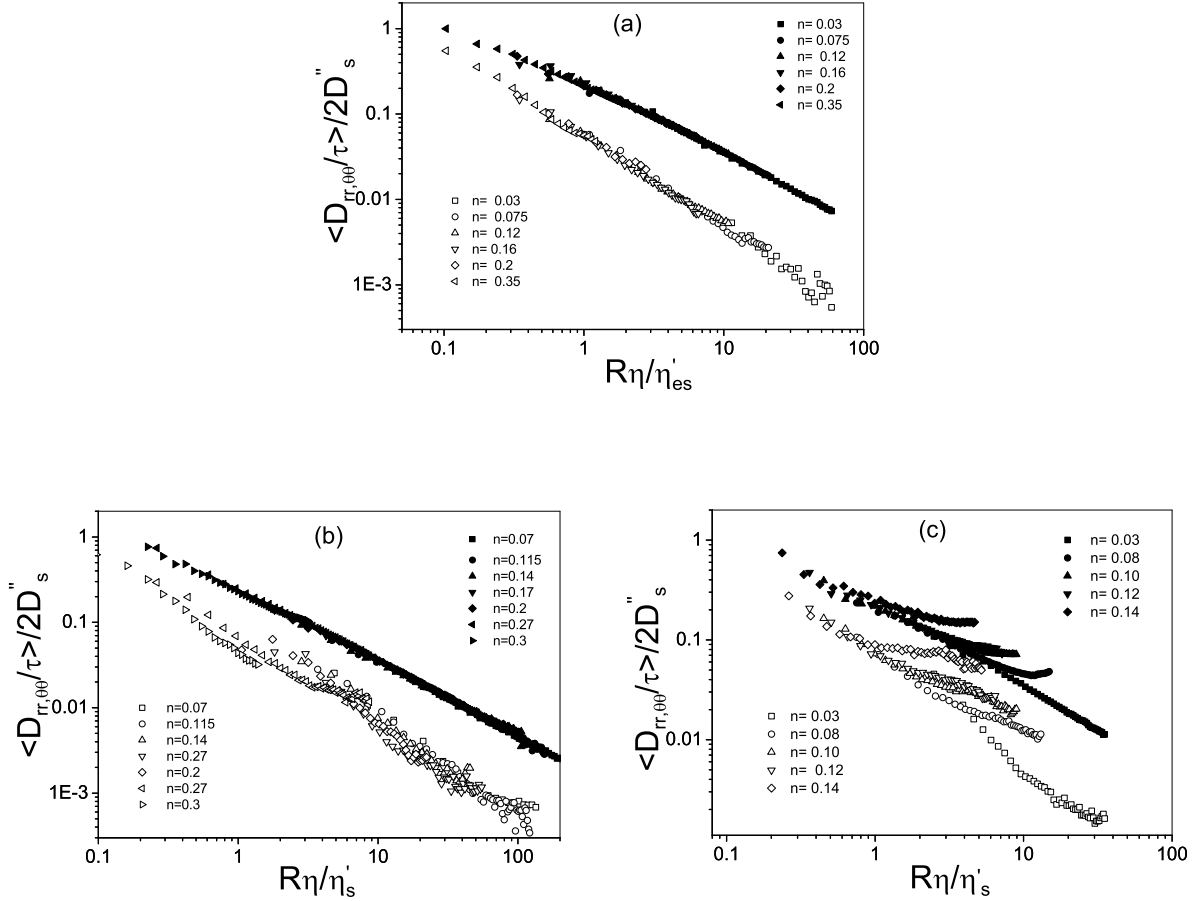 (a)
<D_rr,θθ/τ>/2D"_s
1
0.1
0.01
1E-3
n= 0.03
n= 0.075
n= 0.12
n= 0.16
n= 0.2
n= 0.35
n= 0.03
n= 0.075
n= 0.12
n= 0.16
n= 0.2
n= 0.35
0.1 1 10 100
Rη/η'_es
(b)
<D_rr,θθ/τ>/2D"_s
1
0.1
0.01
1E-3
n=0.07
n=0.115
n=0.14
n=0.17
n=0.2
n=0.27
n=0.3
n=0.07
n=0.115
n=0.14
n=0.27
n=0.2
n=0.27
n=0.3
0.1 1 10 100
Rη/η'_s
(c)
<D_rr,θθ/τ>/2D"_s
1
0.1
0.01
n= 0.03
n= 0.08
n= 0.10
n= 0.12
n= 0.14
n= 0.03
n= 0.08
n= 0.10
n= 0.12
n= 0.14
0.1 1 10 100
Rη/η'_s